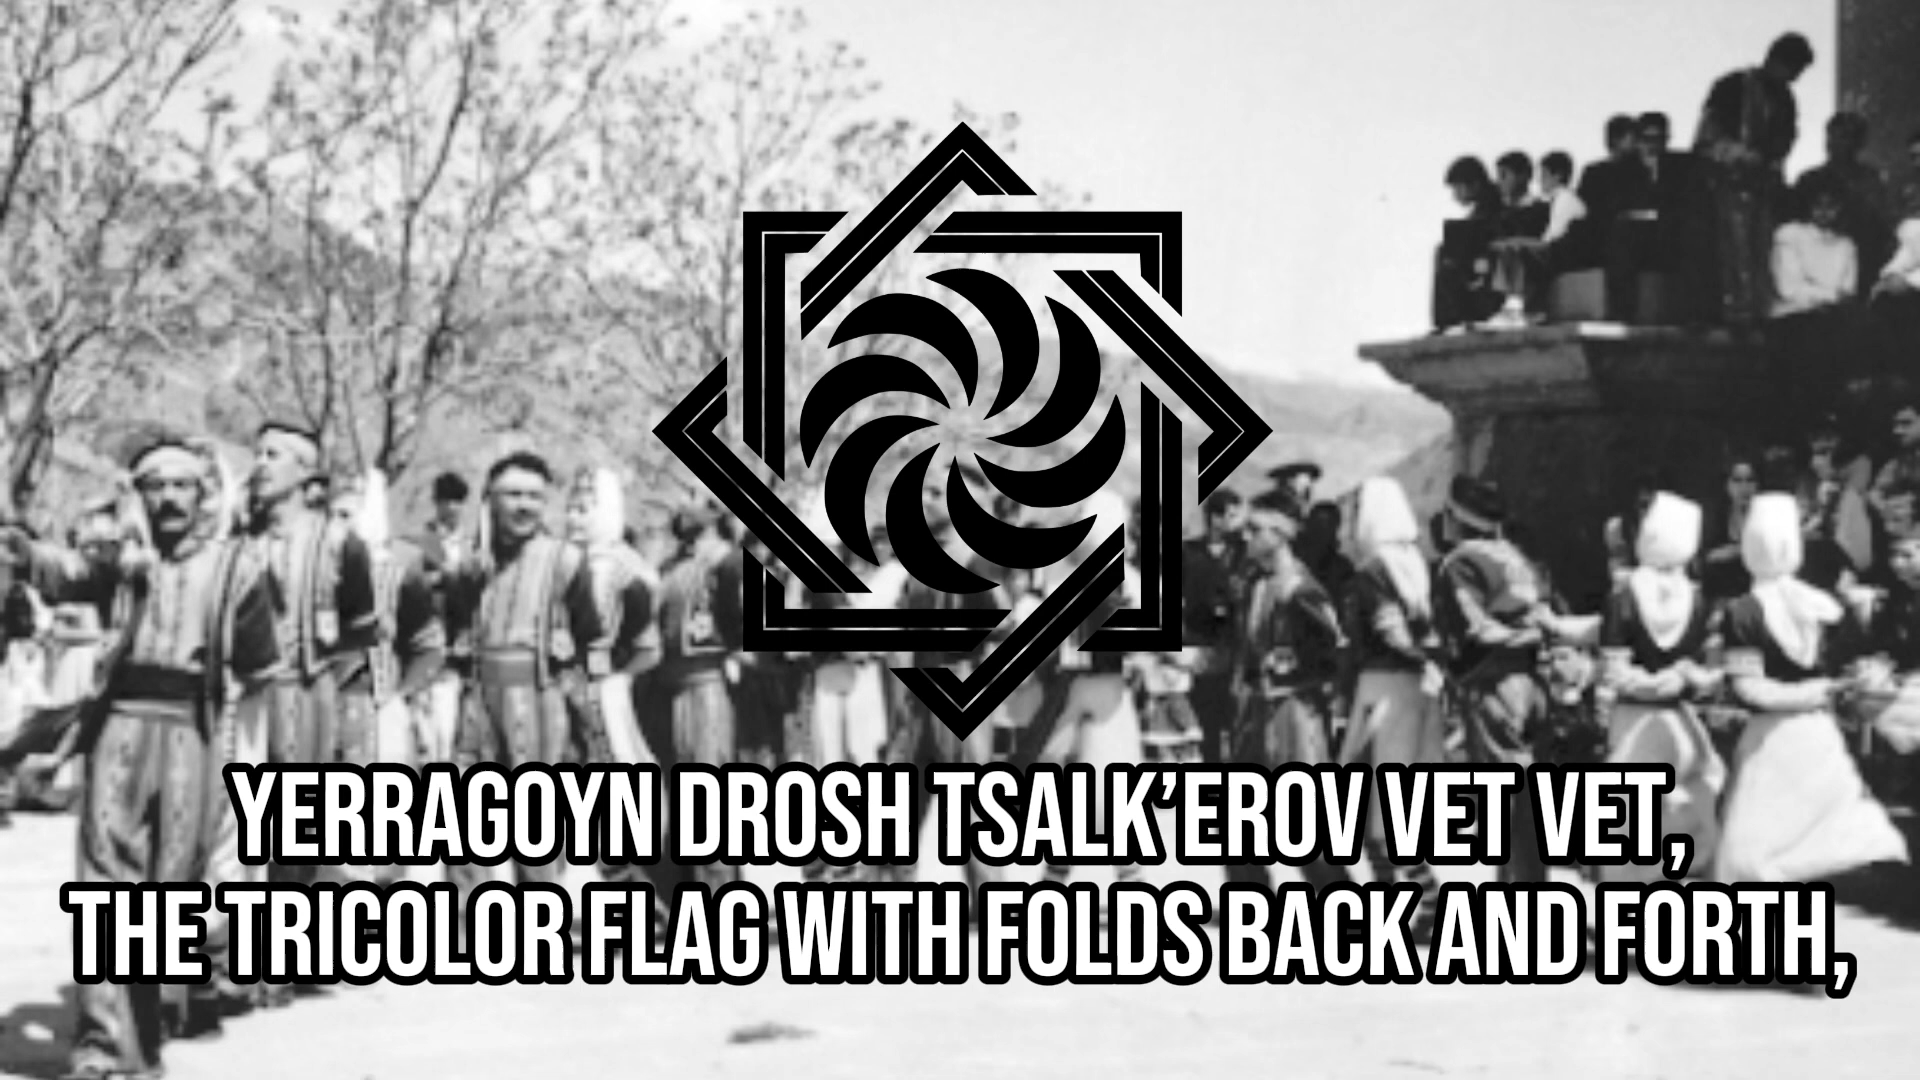 YERRAGOYN DROSH TSALK’EROV VET VET,
THE TRICOLOR FLAG WITH FOLDS BACK AND FORTH,